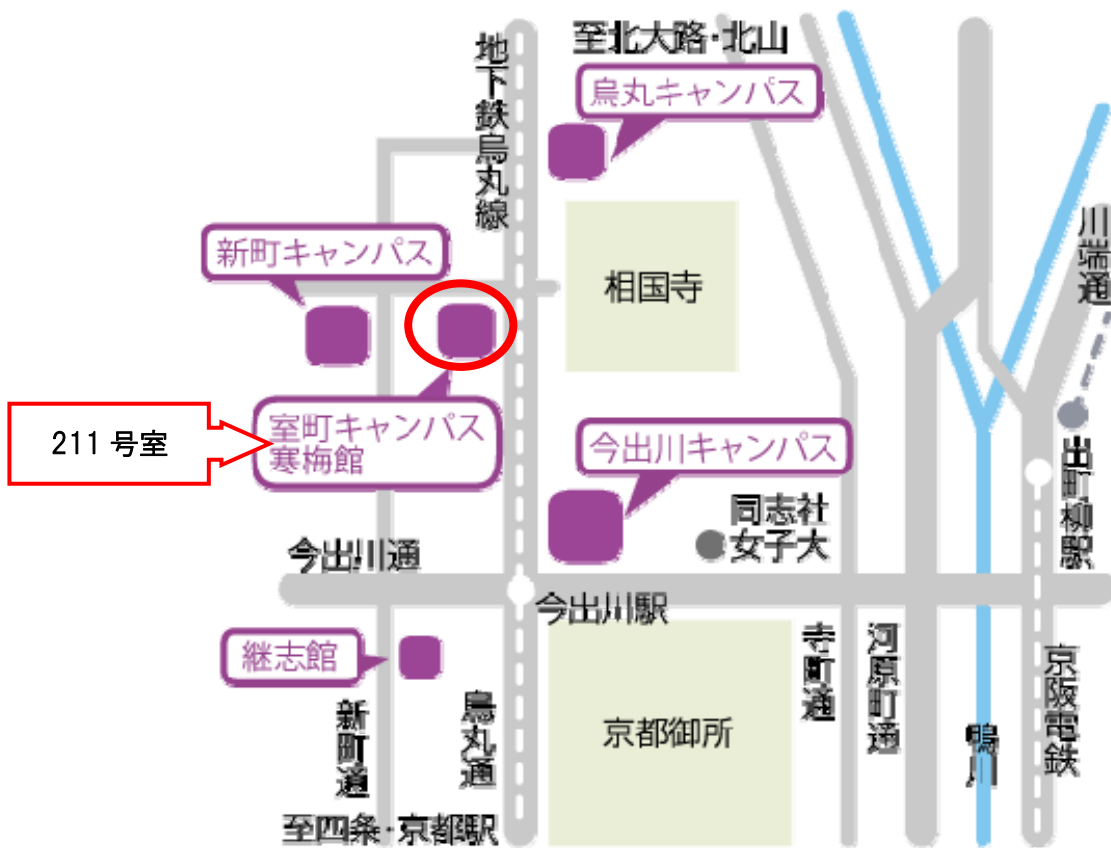 至北大路・北山
地下鉄烏丸線
烏丸キャンパス
新町キャンパス
相国寺
川端通
室町キャンパス
寒梅館
211 号室
今出川キャンパス
同志社
女子大
出町柳駅
今出川通
今出川駅
継志館
新町通
烏丸通
京都御所
寺町通
河原町通
鴨川
京阪電鉄
至四条・京都駅